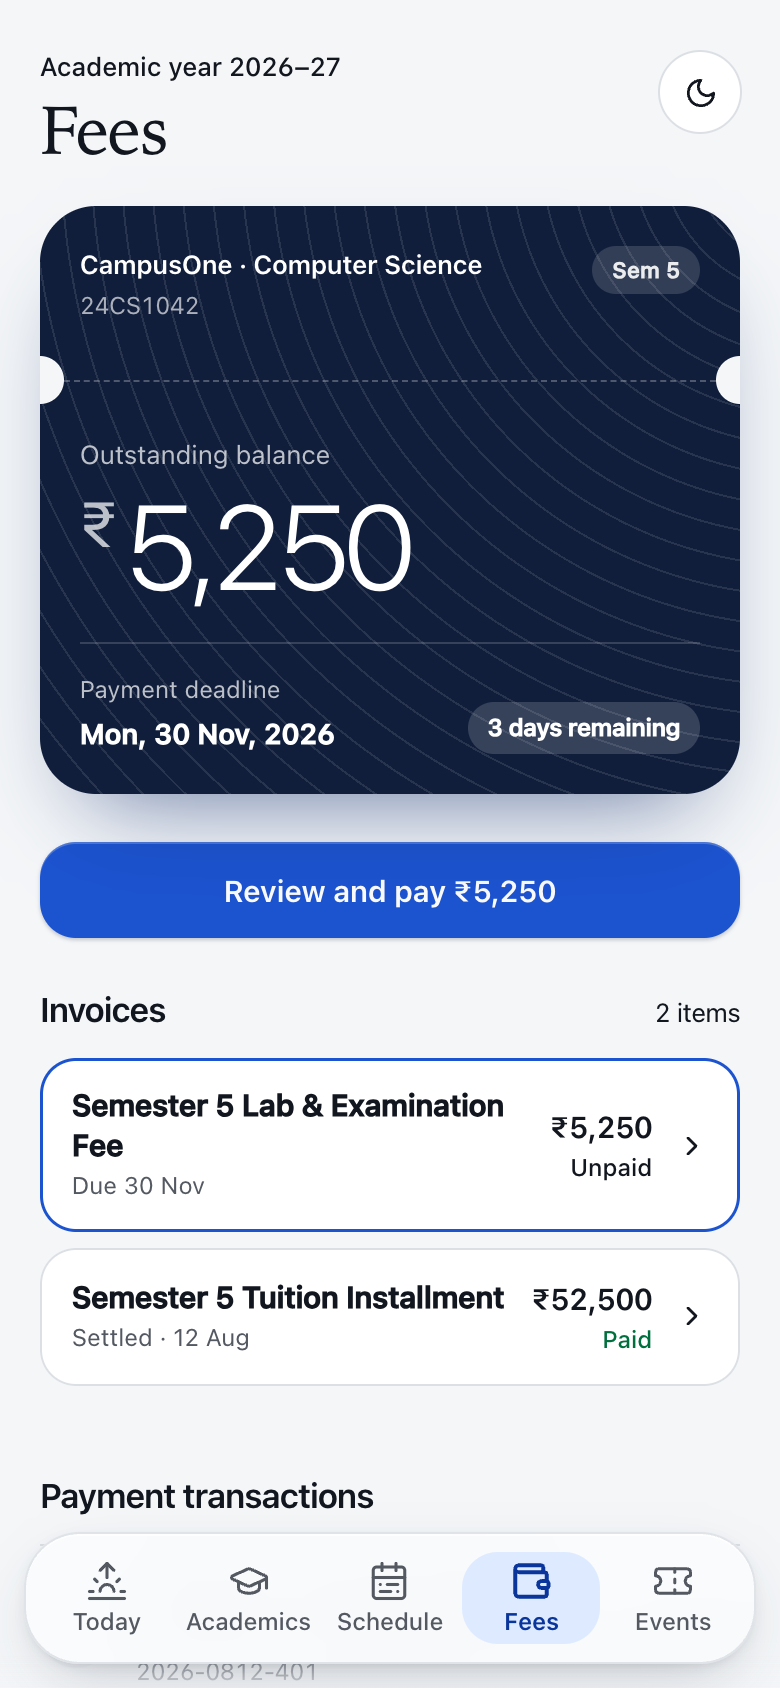 Academic year 2026–27
Fees
CampusOne · Computer Science
Sem 5
24CS1042
Outstanding balance
₹5,250
Payment deadline
Mon, 30 Nov, 2026
3 days remaining
Review and pay ₹5,250
Invoices
2 items
Semester 5 Lab & Examination
Fee
₹5,250
Unpaid
Due 30 Nov
Semester 5 Tuition Installment
₹52,500
Settled · 12 Aug
Paid
Payment transactions
Today
Academics
Schedule
Fees
Events
2026-0812-401